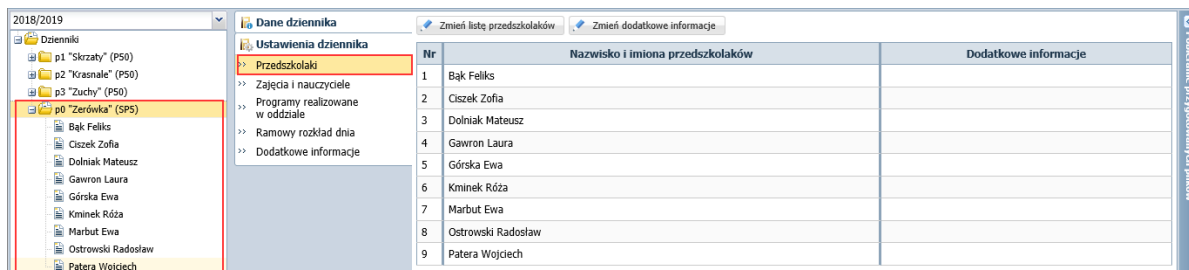 2018/2019
Dzienniki
p1 "Skrzaty" (P50)
p2 "Krasnale" (P50)
p3 "Zuchy" (P50)
p0 "Zerówka" (SP5)
Bąk Feliks
Ciszek Zofia
Dolniak Mateusz
Gawron Laura
Górska Ewa
Kminek Róża
Marbut Ewa
Ostrowski Radosław
Patera Wojciech
Dane dziennika
Ustawienia dziennika
Przedszkolaki
Zajęcia i nauczyciele
Programy realizowane
w oddziale
Ramowy rozkład dnia
Dodatkowe informacje
Zmień listę przedszkolaków Zmień dodatkowe informacje
Nr Nazwisko i imiona przedszkolaków Dodatkowe informacje
1 Bąk Feliks
2 Ciszek Zofia
3 Dolniak Mateusz
4 Gawron Laura
5 Górska Ewa
6 Kminek Róża
7 Marbut Ewa
8 Ostrowski Radosław
9 Patera Wojciech